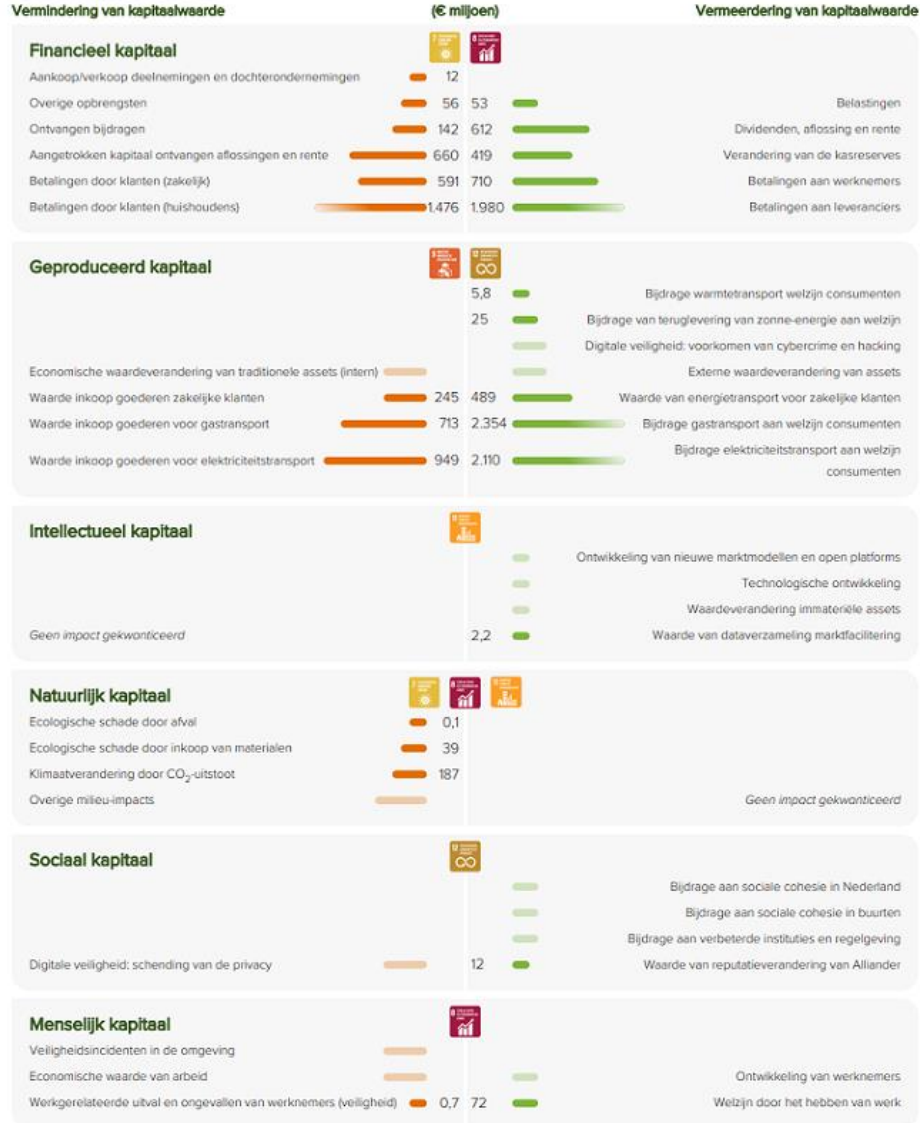 Vermindering van kapitaalwaarde (€ miljoen) Vermeerdering van kapitaalwaarde
Financieel kapitaal
Aankoop/verkoop deelnemingen en dochterondernemingen 12
Overige opbrengsten 56 53 Belastingen
Ontvangen bijdragen 142 612 Dividenden, aflossing en rente
Aangetrokken kapitaal ontvangen aflossingen en rente 660 419 Verandering van de kasreserves
Betalingen door klanten (zakelijk) 591 710 Betalingen aan werknemers
Betalingen door klanten (huishoudens) 1.476 1.980 Betalingen aan leveranciers
Geproduceerd kapitaal
5,8 Bijdrage warmtetransport welzijn consumenten
25 Bijdrage van teruglevering van zonne-energie aan welzijn
Digitale veiligheid: voorkomen van cybercrime en hacking
Economische waardeverandering van traditionele assets (intern) Externe waardeverandering van assets
Waarde inkoop goederen zakelijke klanten 245 489 Waarde van energietransport voor zakelijke klanten
Waarde inkoop goederen voor gastransport 713 2.354 Bijdrage gastransport aan welzijn consumenten
Waarde inkoop goederen voor elektriciteitstransport 949 2.110 Bijdrage elektriciteitstransport aan welzijn
consumenten
Intellectueel kapitaal
Ontwikkeling van nieuwe marktmodellen en open platforms
Technologische ontwikkeling
Waardeverandering immateriële assets
Geen impact gekwanticeerd 2,2 Waarde van dataverzameling marktfacilitering
Natuurlijk kapitaal
Ecologische schade door afval 0,1
Ecologische schade door inkoop van materialen 39
Klimaatverandering door CO₂-uitstoot 187
Overige milieu-impacts Geen impact gekwanticeerd
Sociaal kapitaal
Bijdrage aan sociale cohesie in Nederland
Bijdrage aan sociale cohesie in buurten
Bijdrage aan verbeterde instituties en regelgeving
Digitale veiligheid: schending van de privacy 12 Waarde van reputatieverandering van Alliander
Menselijk kapitaal
Veiligheidsincidenten in de omgeving
Economische waarde van arbeid Ontwikkeling van werknemers
Werkgerelateerde uitval en ongevallen van werknemers (veiligheid) 0,7 72 Welzijn door het hebben van werk